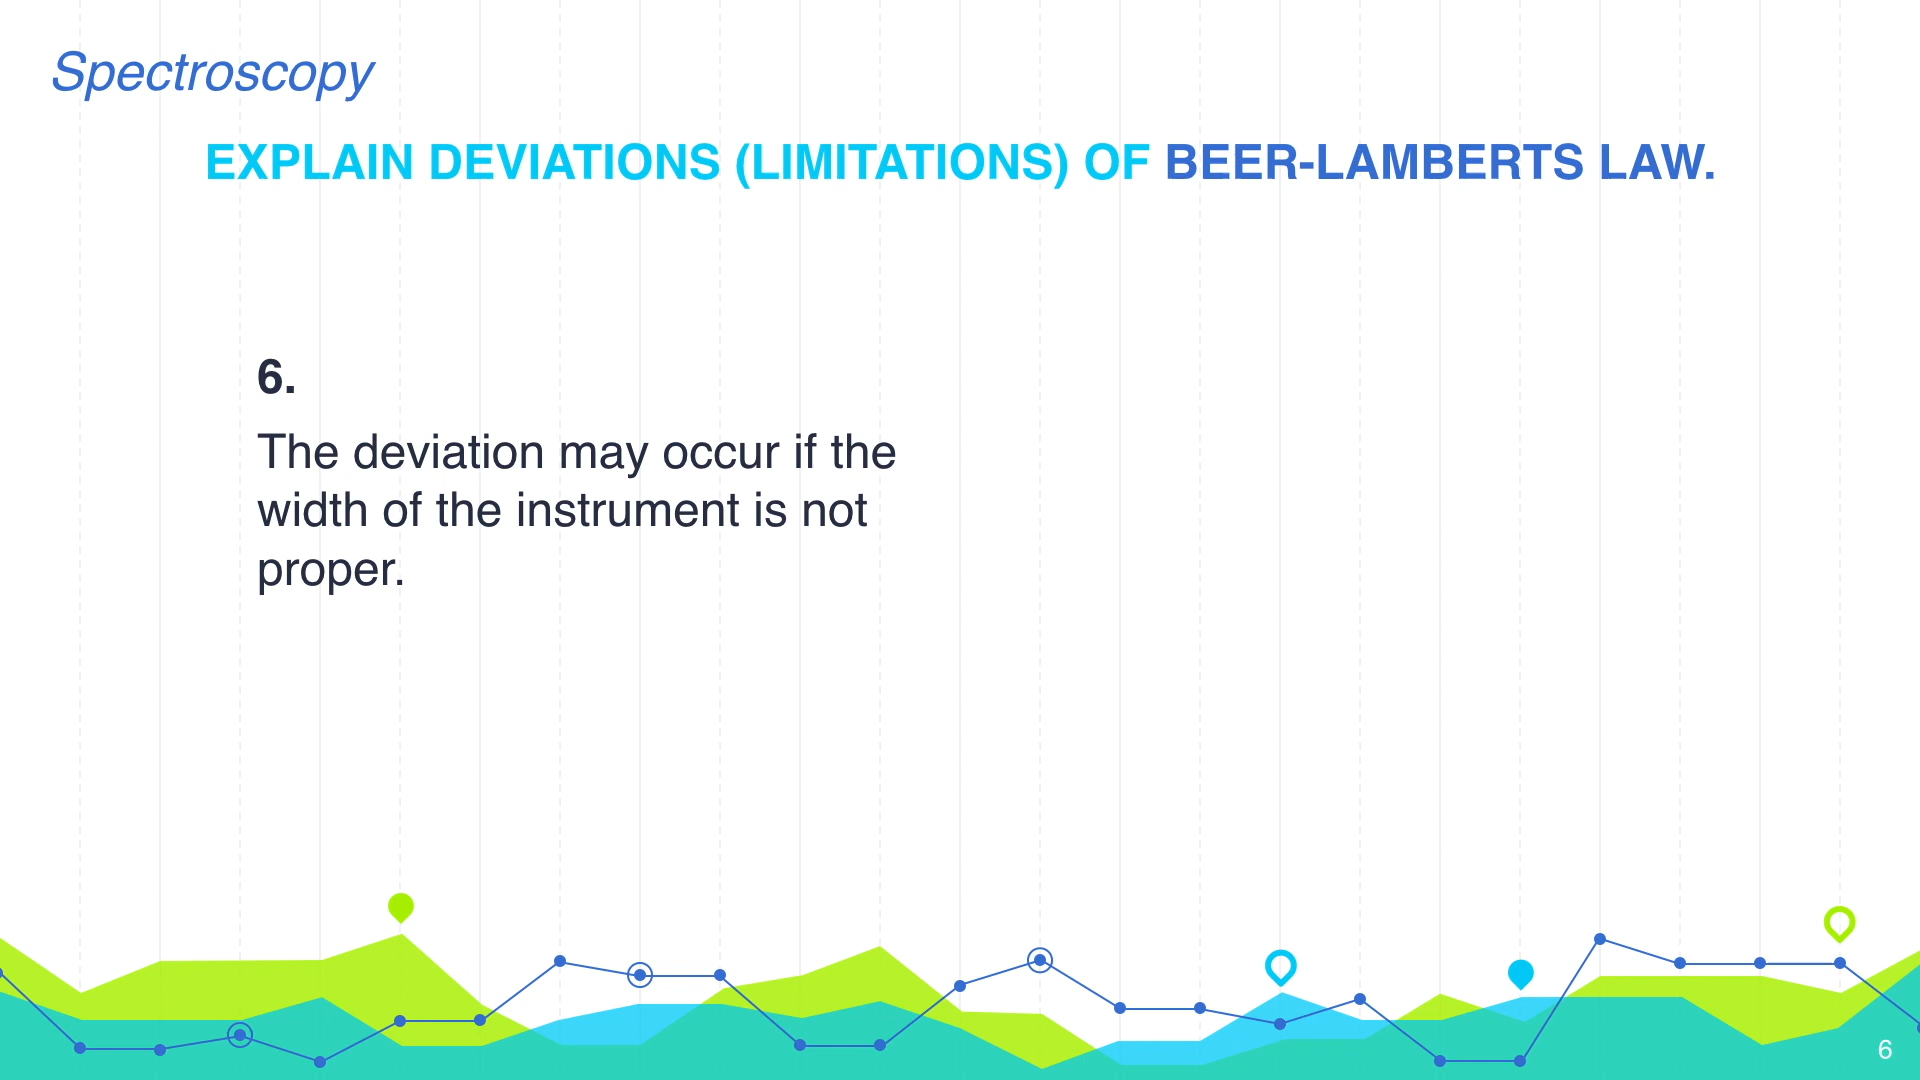 Spectroscopy
EXPLAIN DEVIATIONS (LIMITATIONS) OF BEER-LAMBERTS LAW.
6.
The deviation may occur if the
width of the instrument is not
proper.
6